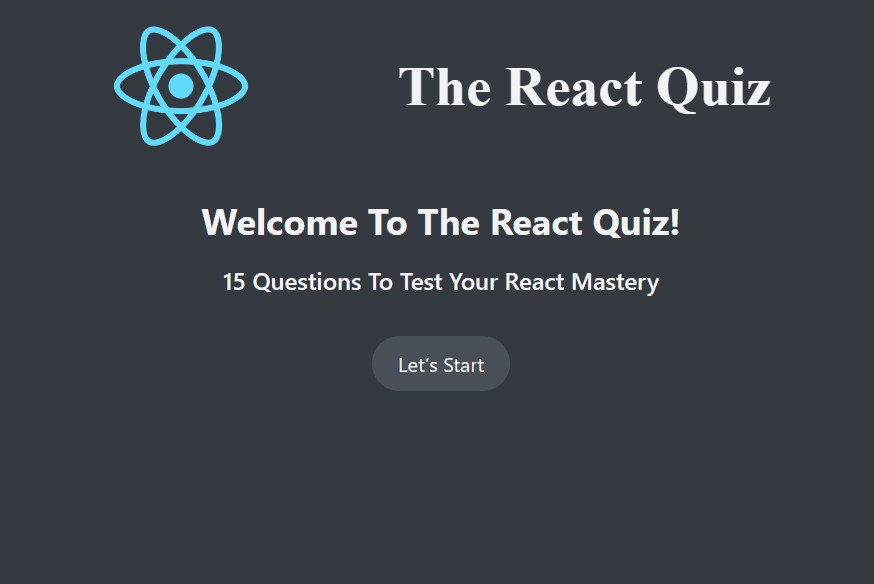 The React Quiz
Welcome To The React Quiz!
15 Questions To Test Your React Mastery
Let's Start